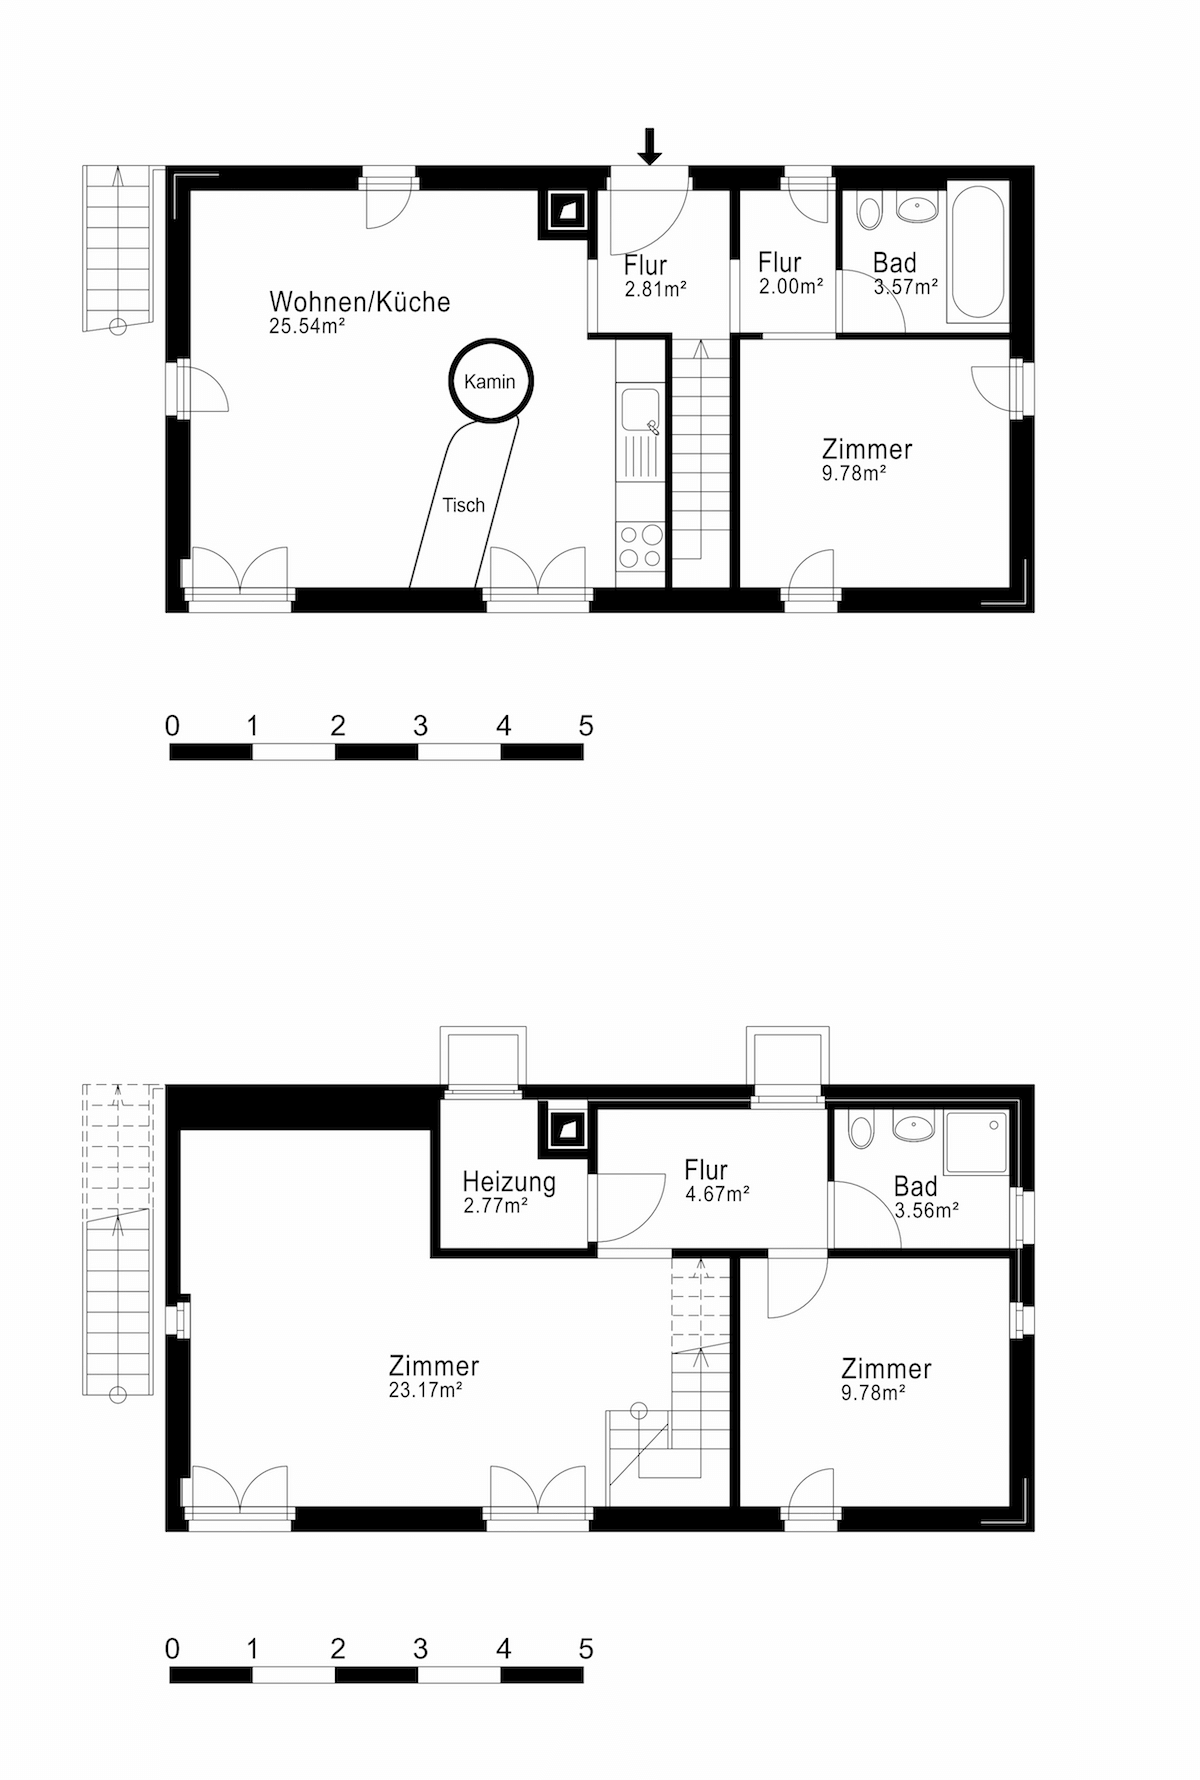 Flur
2.81m²
Flur
2.00m²
Bad
3.57m²
Wohnen/Küche
25.54m²
Kamin
Zimmer
9.78m²
Tisch
0 1 2 3 4 5
Heizung
2.77m²
Flur
4.67m²
Bad
3.56m²
Zimmer
23.17m²
Zimmer
9.78m²
0 1 2 3 4 5